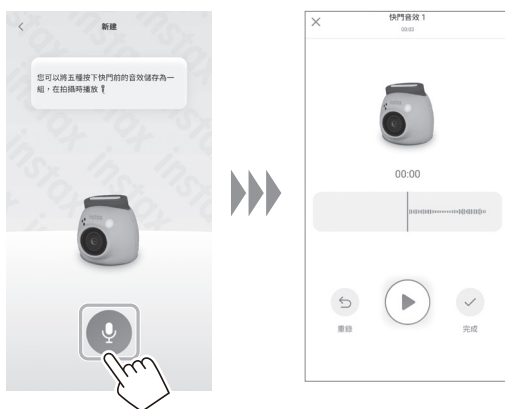 新建
您可以將五種按下快門前的音效儲存為一
組，在拍攝時播放
instax
快門音效 1
00:00
00:00
重錄
完成